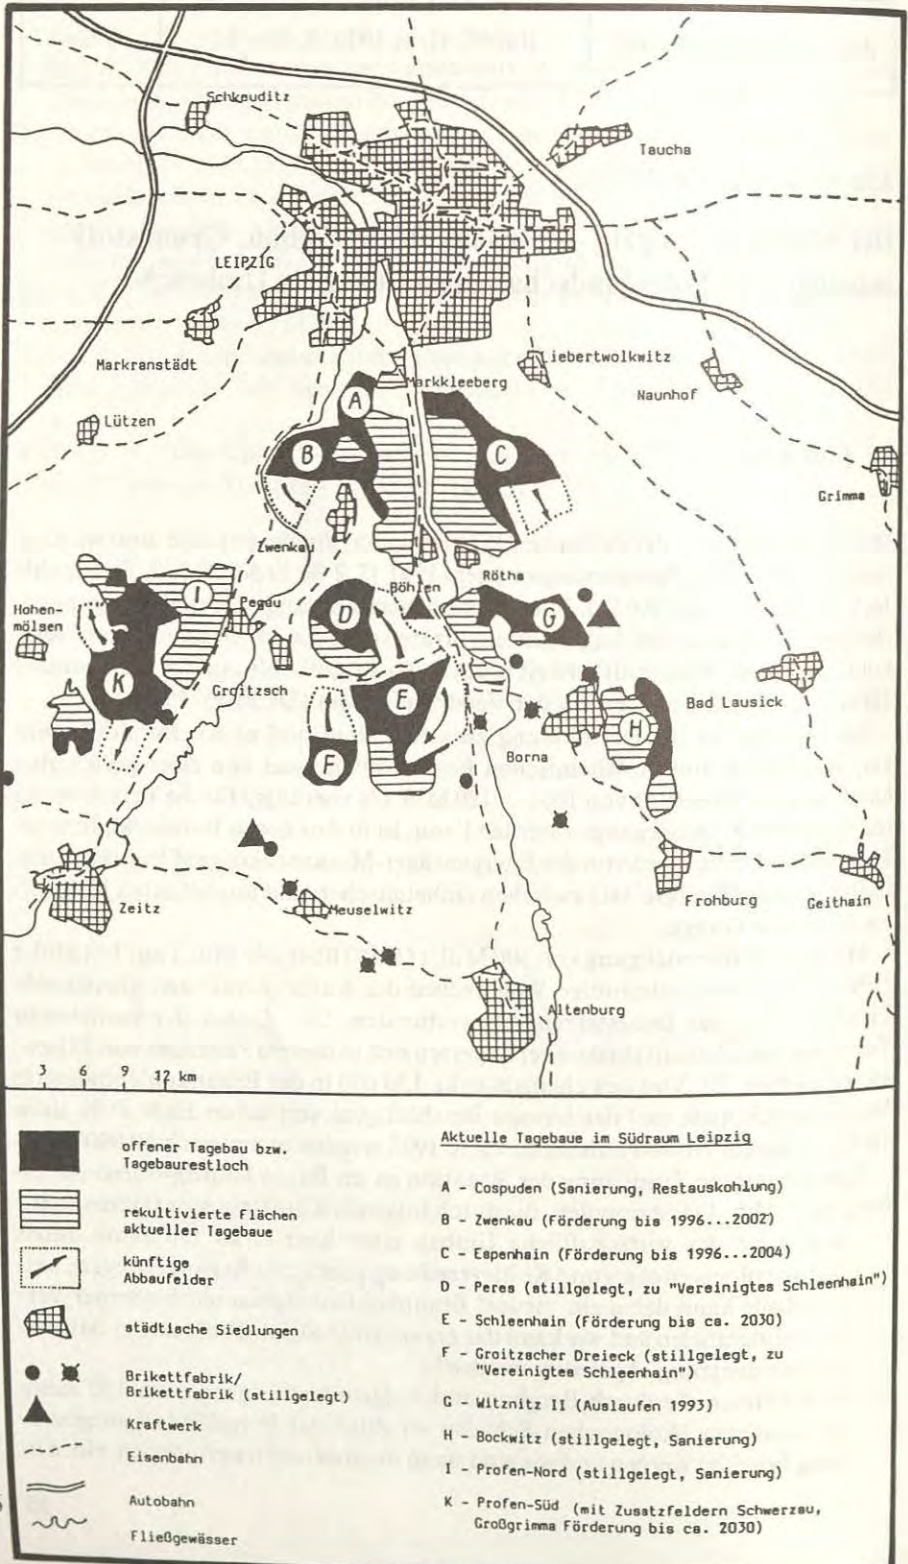 Schkeuditz
Taucha
LEIPZIG
Markranstädt
Liebertwolkwitz
Markkleeberg
Naunhof
Lützen
A
B
C
Grimma
Zwenkau
Böhlen
Rötha
I
Pegau
Hohen-
mölsen
D
G
K
Groitzsch
E
Bad Lausick
H
Borna
F
Zeitz
Meuselwitz
Frohburg
Geithain
Altenburg
3 6 9 12 km
offener Tagebau bzw.
Tagebaurestloch
rekultivierte Flächen
aktueller Tagebaue
künftige
Abbaufelder
städtische Siedlungen
Brikettfabrik/
Brikettfabrik (stillgelegt)
Kraftwerk
Eisenbahn
Autobahn
Fließgewässer
Aktuelle Tagebaue im Südraum Leipzig
A - Cospuden (Sanierung, Restauskohlung)
B - Zwenkau (Förderung bis 1996...2002)
C - Espenhain (Förderung bis 1996...2004)
D - Peres (stillgelegt, zu "Vereinigtes Schleenhain")
E - Schleenhain (Förderung bis ca. 2030)
F - Groitzscher Dreieck (stillgelegt, zu
"Vereinigtes Schleenhain")
G - Witznitz II (Auslaufen 1993)
H - Bockwitz (stillgelegt, Sanierung)
I - Profen-Nord (stillgelegt, Sanierung)
K - Profen-Süd (mit Zusatzfeldern Schwerzau,
Großgrimma Förderung bis ca. 2030)